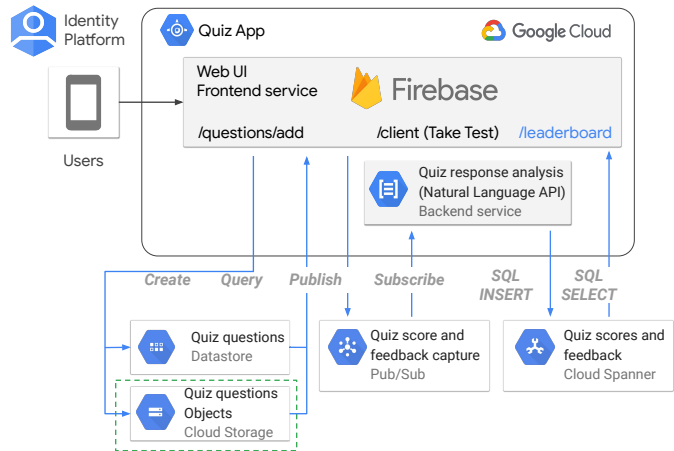 Identity
Platform
Quiz App
Google Cloud
Web UI
Frontend service
Firebase
/questions/add
/client (Take Test)
/leaderboard
Users
Quiz response analysis
(Natural Language API)
Backend service
Create
Query
Publish
Subscribe
SQL
INSERT
SQL
SELECT
Quiz questions
Datastore
Quiz score and
feedback capture
Pub/Sub
Quiz scores and
feedback
Cloud Spanner
Quiz questions
Objects
Cloud Storage